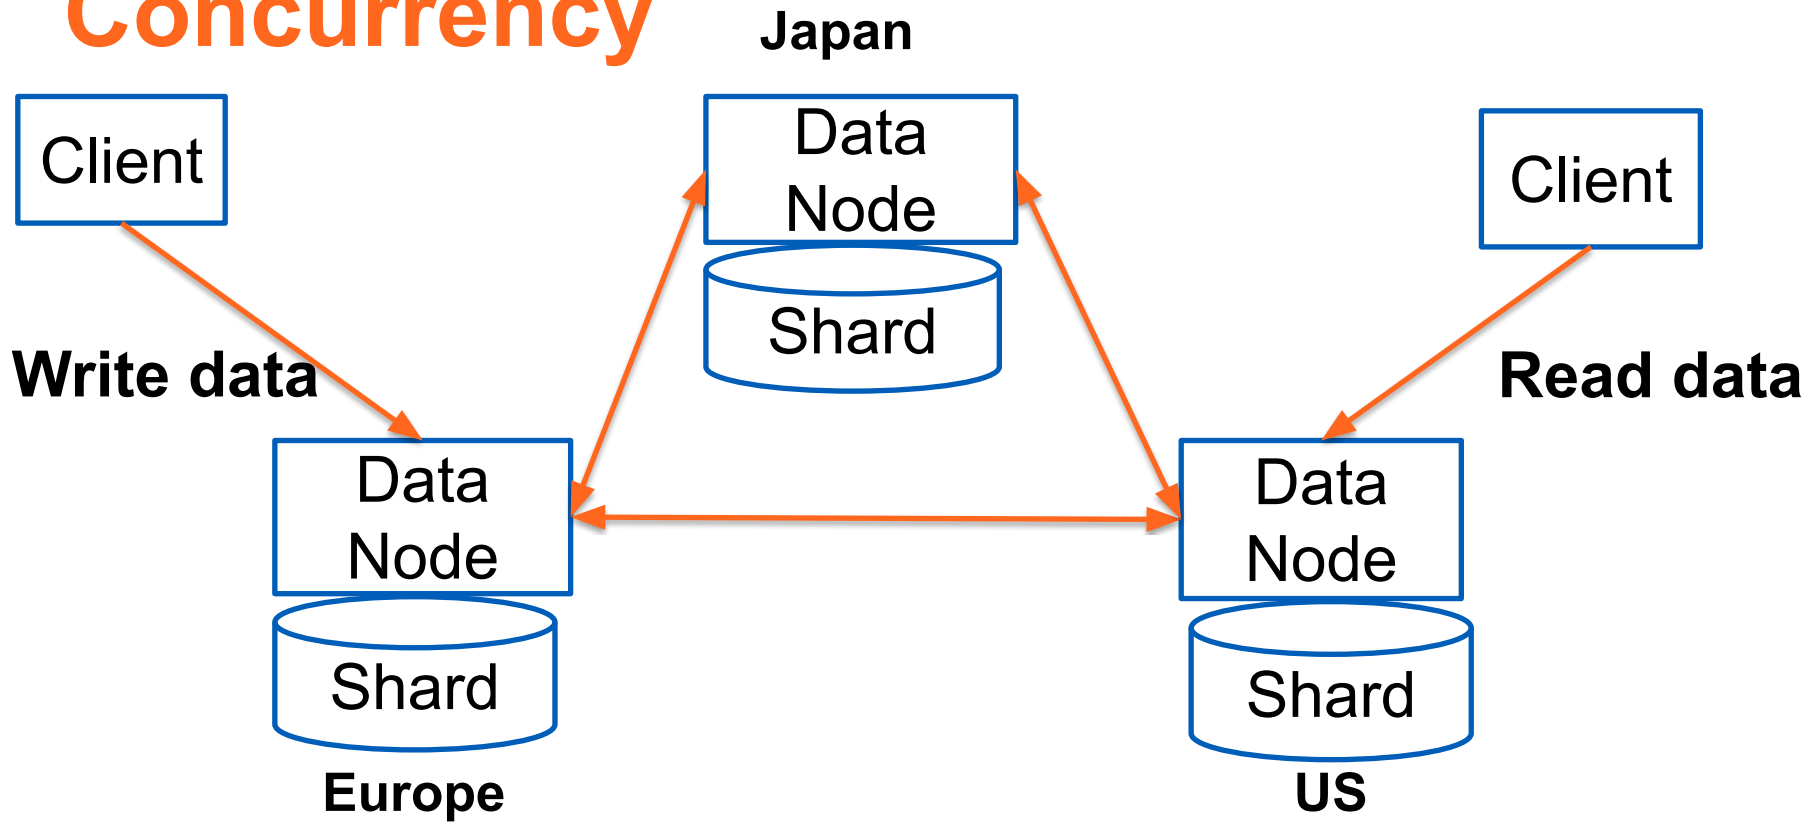 Concurrency
Japan
Client
Data
Node
Client
Shard
Write data
Read data
Data
Node
Data
Node
Shard
Shard
Europe
US